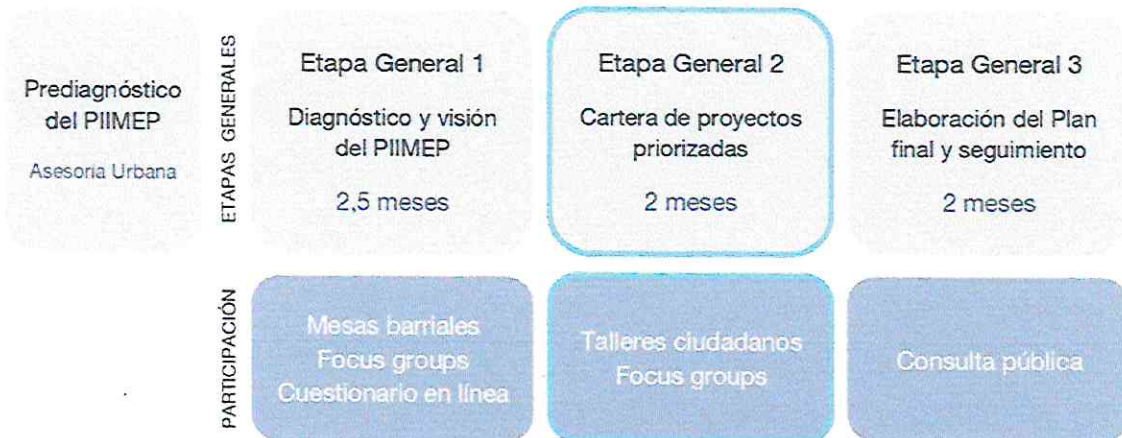 Prediagnóstico
del PIIMEP
Asesoría Urbana
ETAPAS GENERALES
Etapa General 1
Diagnóstico y visión
del PIIMEP
2,5 meses
Etapa General 2
Cartera de proyectos
priorizadas
2 meses
Etapa General 3
Elaboración del Plan
final y seguimiento
2 meses
PARTICIPACIÓN
Mesas barriales
Focus groups
Cuestionario en línea
Talleres ciudadanos
Focus groups
Consulta pública